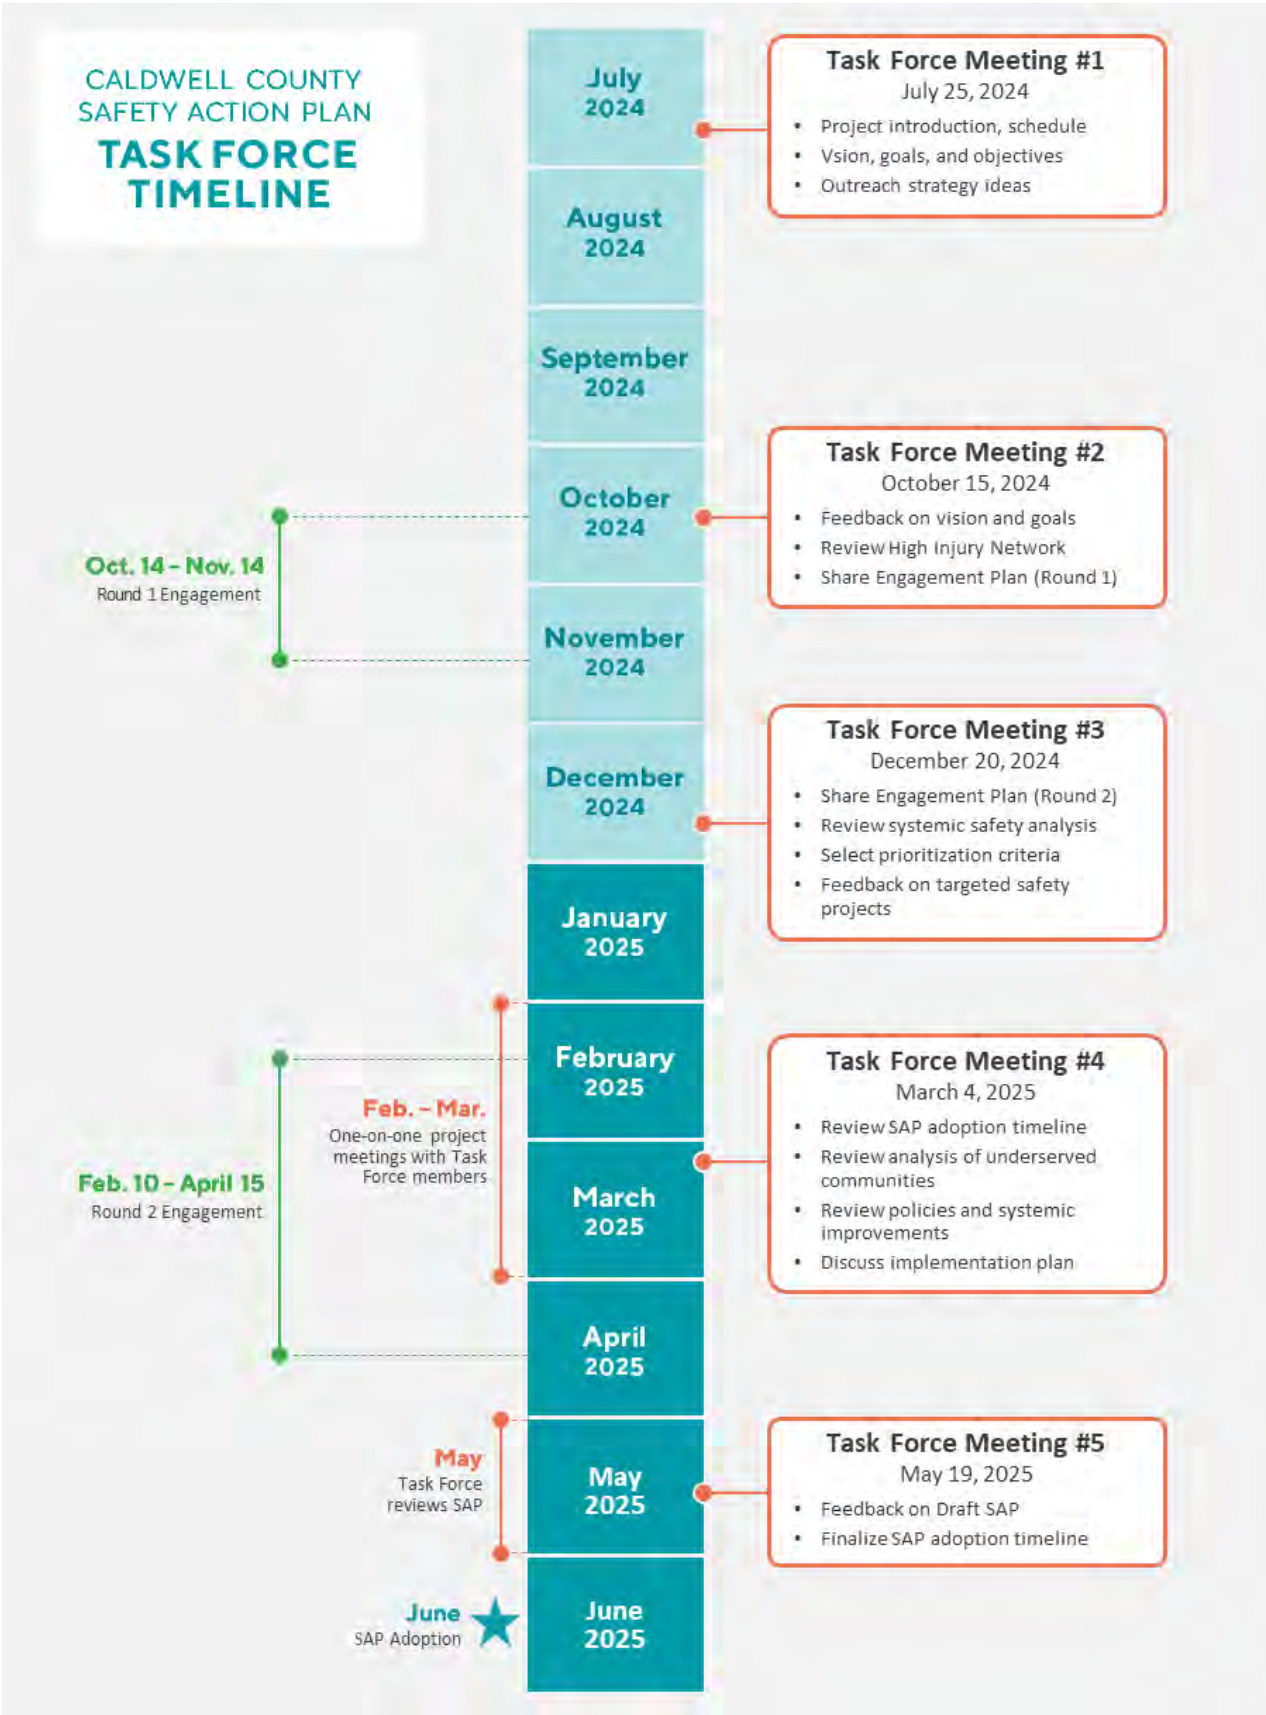 CALDWELL COUNTY
SAFETY ACTION PLAN
TASK FORCE
TIMELINE
July
2024
Task Force Meeting #1
July 25, 2024
• Project introduction, schedule
• Vsion, goals, and objectives
• Outreach strategy ideas
August
2024
September
2024
October
2024
Task Force Meeting #2
October 15, 2024
• Feedback on vision and goals
• Review High Injury Network
• Share Engagement Plan (Round 1)
Oct. 14 – Nov. 14
Round 1 Engagement
November
2024
December
2024
Task Force Meeting #3
December 20, 2024
• Share Engagement Plan (Round 2)
• Review systemic safety analysis
• Select prioritization criteria
• Feedback on targeted safety
projects
January
2025
February
2025
Feb. – Mar.
One-on-one project
meetings with Task
Force members
Feb. 10 – April 15
Round 2 Engagement
March
2025
Task Force Meeting #4
March 4, 2025
• Review SAP adoption timeline
• Review analysis of underserved
communities
• Review policies and systemic
improvements
• Discuss implementation plan
April
2025
May
2025
May
Task Force
reviews SAP
Task Force Meeting #5
May 19, 2025
• Feedback on Draft SAP
• Finalize SAP adoption timeline
June
SAP Adoption
June
2025